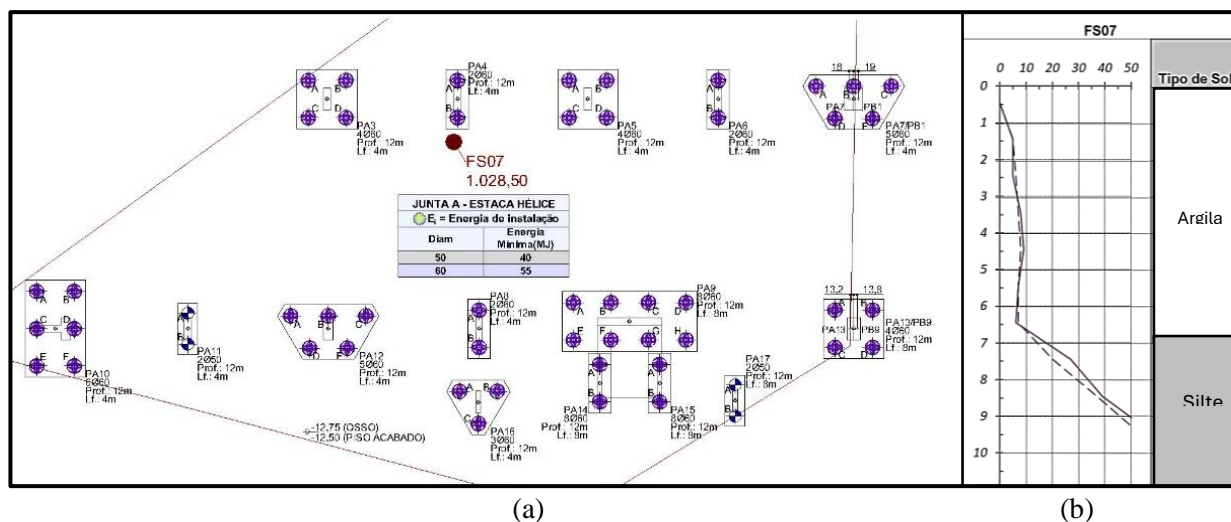 PA3
4Ø60
Prof.: 12m
Lf.: 4m
A B
C D
PA4
2Ø60
Prof.: 12m
Lf.: 4m
A
B
FS07
1.028,50
PA5
4Ø60
Prof.: 12m
Lf.: 4m
A B
C D
PA6
2Ø60
Prof.: 12m
Lf.: 4m
A
B
18 19
A B C
PA7 PB1
D E
PA7/PB1
5Ø60
Prof.: 12m
Lf.: 4m
JUNTA A - ESTACA HÉLICE
Ei = Energia de instalação
Diam Energia Mínima(MJ)
50 40
60 55
A B
C D
E F
PA10
6Ø60
Prof.: 12m
Lf.: 4m
A
B
PA11
2Ø50
Prof.: 12m
Lf.: 4m
A B C
D E
PA12
5Ø60
Prof.: 12m
Lf.: 4m
PA8
2Ø60
Prof.: 12m
Lf.: 4m
A
B
PA9
8Ø60
Prof.: 12m
Lf.: 8m
A B C D
E F G H
13,2 13,8
A B
PA13 PB9
C D
PA13/PB9
4Ø60
Prof.: 12m
Lf.: 8m
A B
C
PA16
3Ø60
Prof.: 12m
Lf.: 4m
A
B
PA14
Prof.: 12m
A
B
PA15
Prof.: 12m
PA17
2Ø50
Prof.: 12m
Lf.: 8m
A
B
-12,75 (OSSO)
-12,50 (PISO ACABADO)
(a)
FS07
0 10 20 30 40 50
Tipo de Sol
0
1
2
3
4
5
6
7
8
9
10
Argila
Silte
(b)